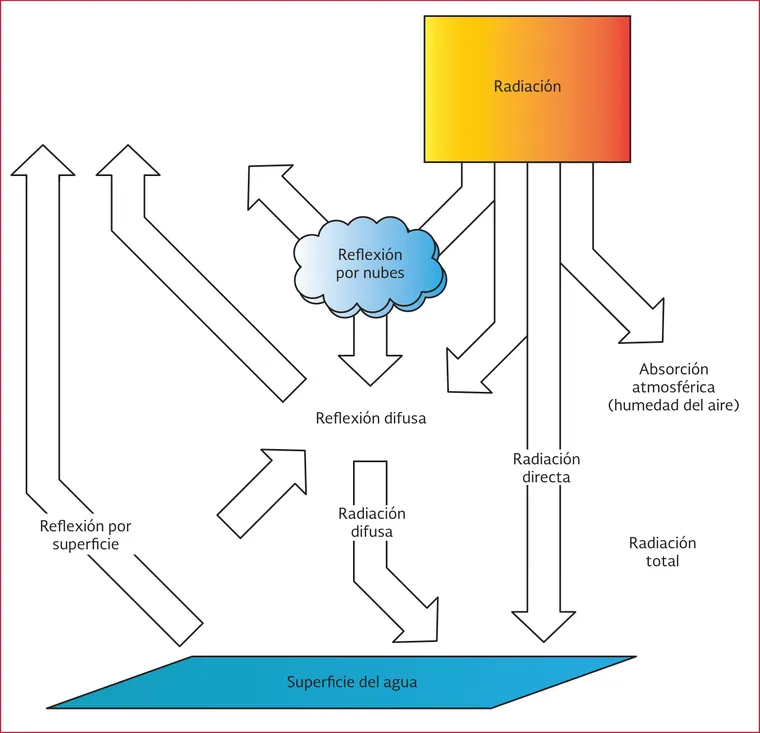 Radiación
Reflexión
por nubes
Absorción
atmosférica
(humedad del aire)
Reflexión difusa
Radiación
directa
Radiación
difusa
Reflexión por
superficie
Radiación
total
Superficie del agua